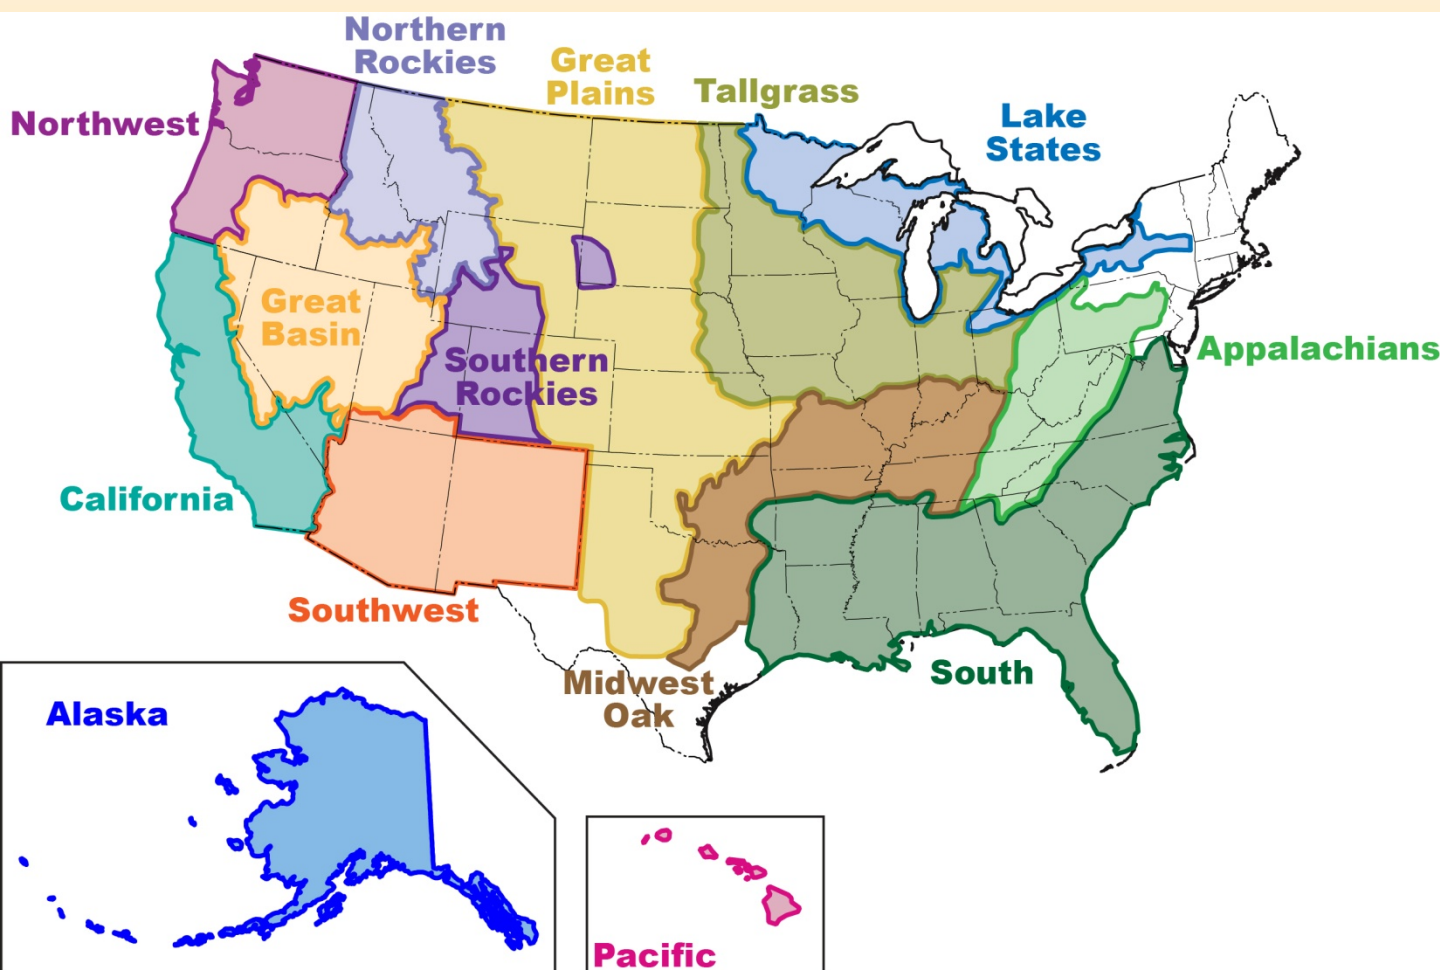 Northern
Rockies
Great
Plains
Tallgrass
Lake
States
Northwest
Great
Basin
Southern
Rockies
Appalachians
California
Southwest
Midwest
Oak
South
Alaska
Pacific